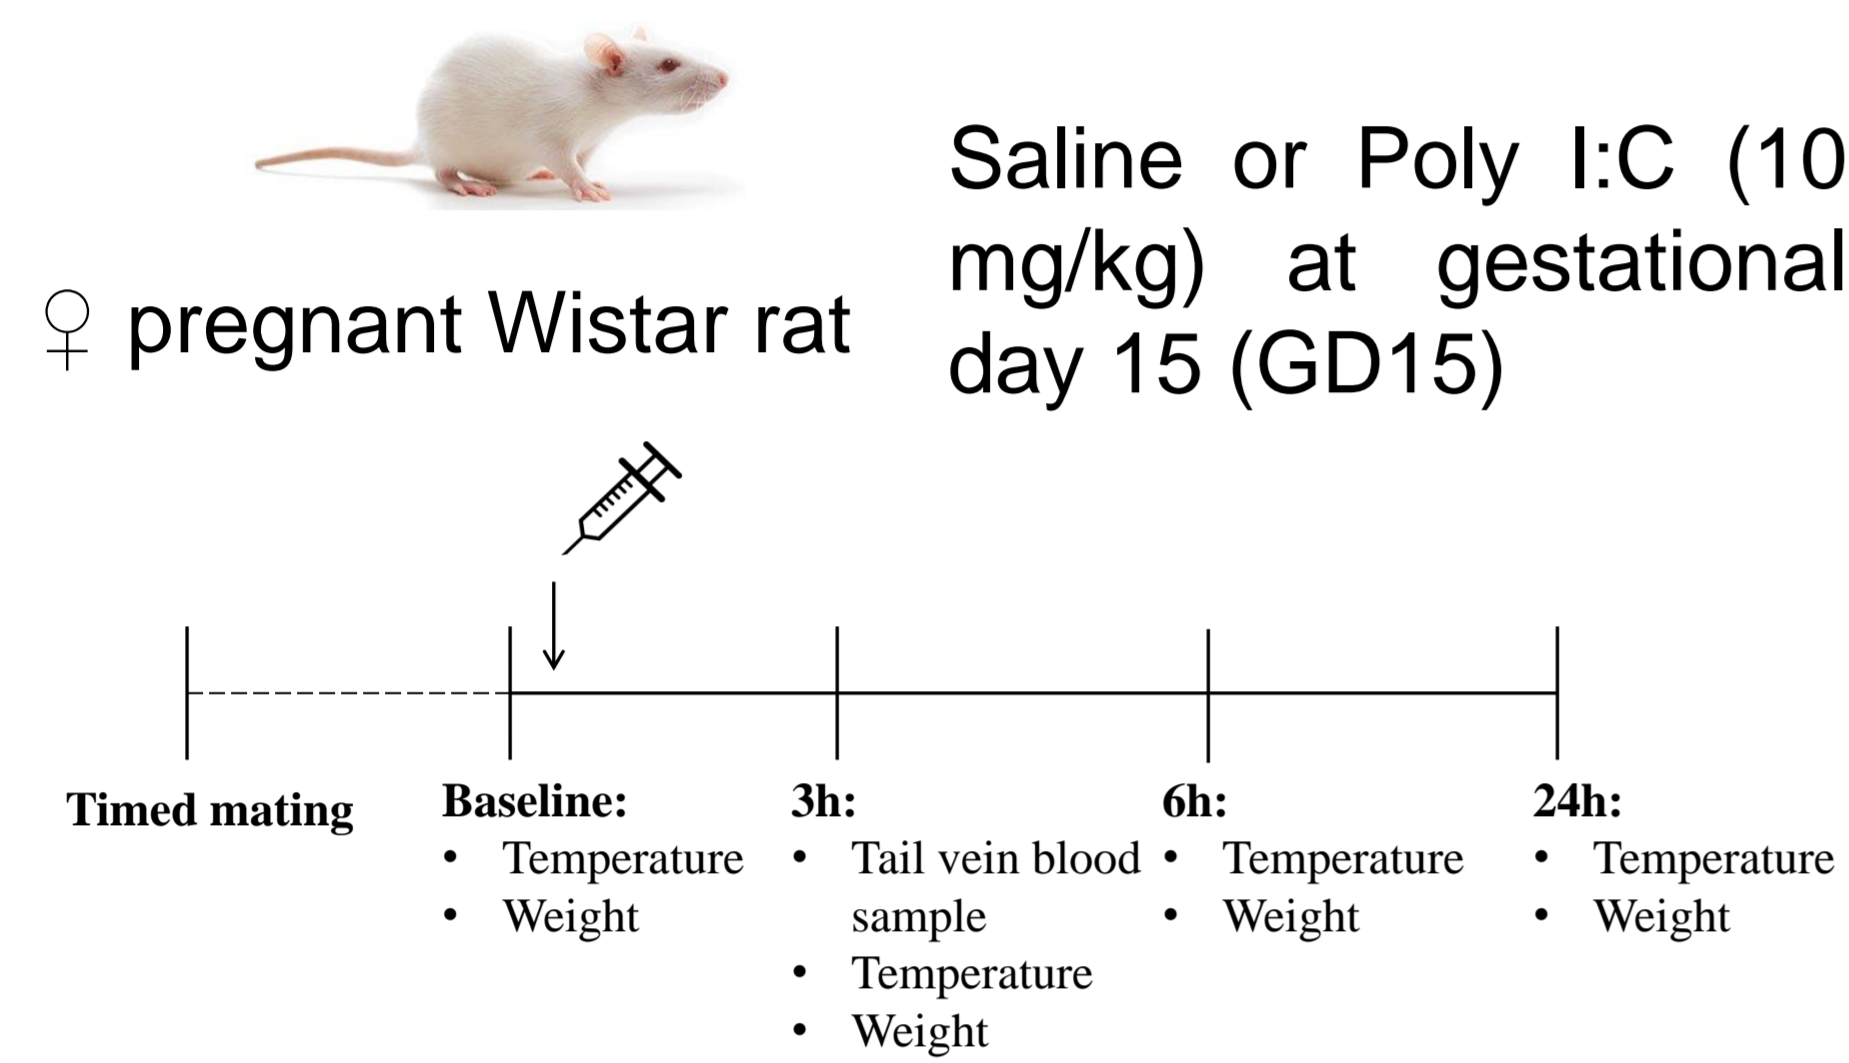 ♀ pregnant Wistar rat
Saline or Poly I:C (10
mg/kg) at gestational
day 15 (GD15)
Timed mating
Baseline:
• Temperature
• Weight
3h:
• Tail vein blood
sample
• Temperature
• Weight
6h:
• Temperature
• Weight
24h:
• Temperature
• Weight